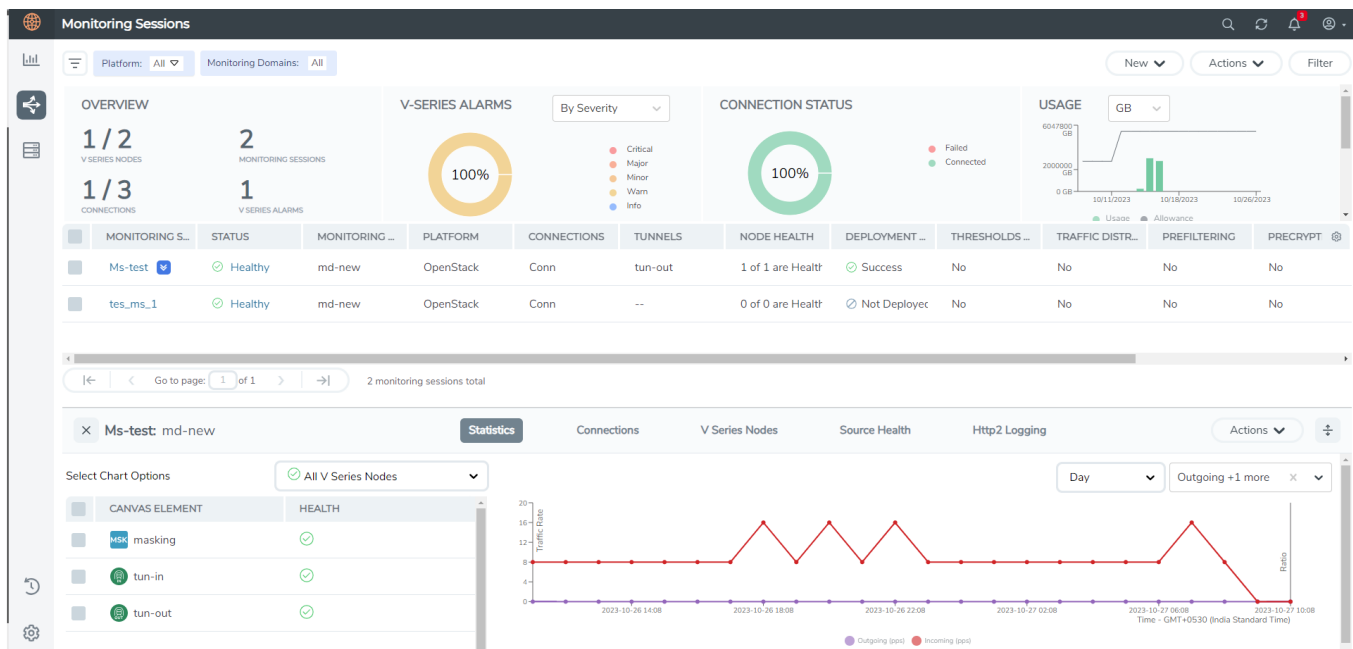 Monitoring Sessions
3
Platform: All
Monitoring Domains: All
New
Actions
Filter
OVERVIEW
1 / 2
V SERIES NODES
2
MONITORING SESSIONS
1 / 3
CONNECTIONS
1
V SERIES ALARMS
V-SERIES ALARMS
By Severity
100%
Critical
Major
Minor
Warn
Info
CONNECTION STATUS
100%
Failed
Connected
USAGE
GB
6047800 GB
2000000 GB
0 GB
10/11/2023 10/18/2023 10/26/2023
Usage Allowance
MONITORING S... STATUS MONITORING ... PLATFORM CONNECTIONS TUNNELS NODE HEALTH DEPLOYMENT ... THRESHOLDS ... TRAFFIC DISTR... PREFILTERING PRECRYPT
Ms-test Healthy md-new OpenStack Conn tun-out 1 of 1 are Health Success No No No No
tes_ms_1 Healthy md-new OpenStack Conn -- 0 of 0 are Health Not Deployec No No No No
Go to page: 1 of 1
2 monitoring sessions total
Ms-test: md-new
Statistics
Connections
V Series Nodes
Source Health
Http2 Logging
Actions
Select Chart Options
All V Series Nodes
Day
Outgoing +1 more
CANVAS ELEMENT HEALTH
MSK masking
tun-in
tun-out
Traffic Rate
20
16
12
8
4
0
Ratio
2023-10-26 14:08 2023-10-26 18:08 2023-10-26 22:08 2023-10-27 02:08 2023-10-27 06:08 2023-10-27 10:08
Time - GMT+0530 (India Standard Time)
Outgoing (pps) Incoming (pps)